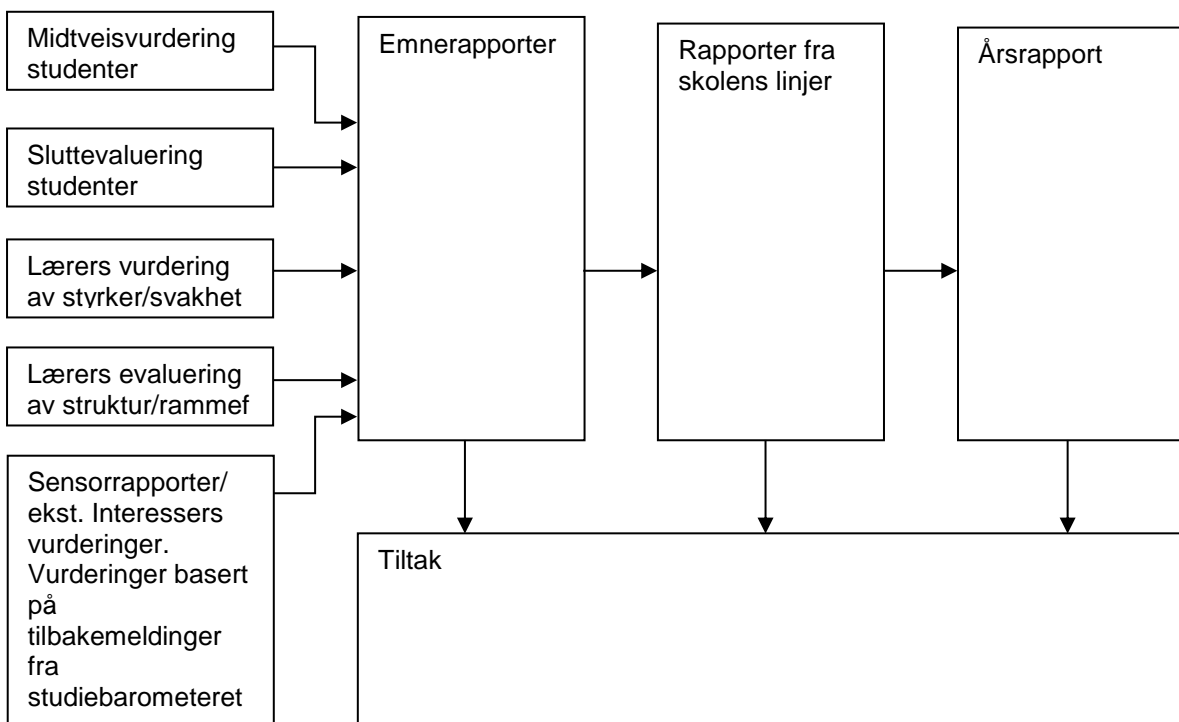 Midtveisvurdering
studenter
Sluttevaluering
studenter
Lærers vurdering
av styrker/svakhet
Lærers evaluering
av struktur/rammef
Sensorrapporter/
ekst. Interessers
vurderinger.
Vurderinger basert
på
tilbakemeldinger
fra
studiebarometeret
Emnerapporter
Rapporter fra
skolens linjer
Årsrapport
Tiltak